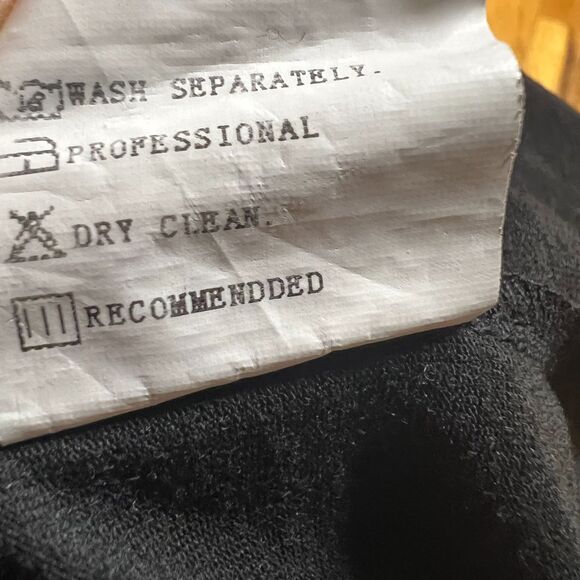 WASH SEPARATELY.
PROFESSIONAL
DRY CLEAN.
RECOMMENDDED